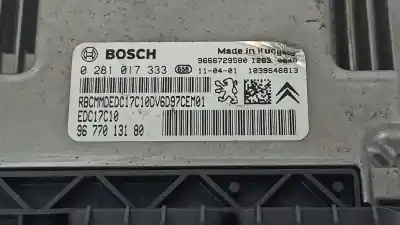 BOSCH Made in Hungary
0 281 017 333 9666729580
11-04-01 1039S46813
RBCMMDEDC17C10DV6D97CEM01
EDC17C10
96 770 131 80